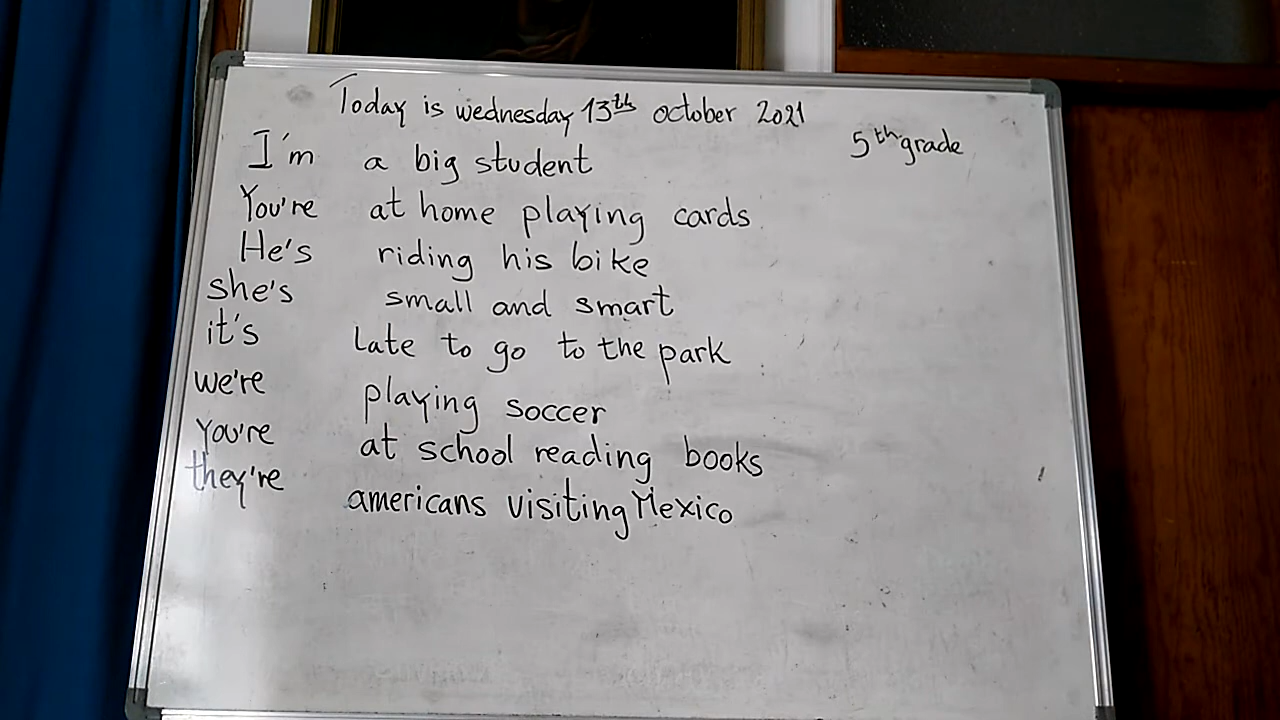 Today is wednesday 13th october 2021
5th grade
I'm a big student
You're at home playing cards
He's riding his bike
she's small and smart
it's late to go to the park
we're playing soccer
You're at school reading books
they're americans visiting Mexico